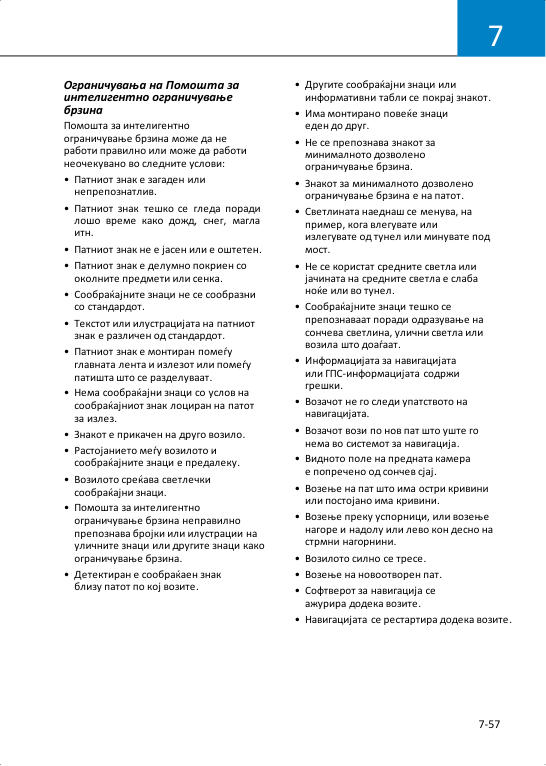 7
Ограничувања на Помошта за
интелигентно ограничување
брзина
Помошта за интелигентно
ограничување брзина може да не
работи правилно или може да работи
неочекувано во следните услови:
• Патниот знак е загаден или
непрепознатлив.
• Патниот знак тешко се гледа поради
лошо време како дожд, снег, магла
итн.
• Патниот знак не е јасен или е оштетен.
• Патниот знак е делумно покриен со
околните предмети или сенка.
• Сообраќајните знаци не се сообразни
со стандардот.
• Текстот или илустрацијата на патниот
знак е различен од стандардот.
• Патниот знак е монтиран помеѓу
главната лента и излезот или помеѓу
патишта што се разделуваат.
• Нема сообраќајни знаци со услов на
сообраќајниот знак лоциран на патот
за излез.
• Знакот е прикачен на друго возило.
• Растојанието меѓу возилото и
сообраќајните знаци е предалеку.
• Возилото среќава светлечки
сообраќајни знаци.
• Помошта за интелигентно
ограничување брзина неправилно
препознава бројки или илустрации на
уличните знаци или другите знаци како
ограничување брзина.
• Детектиран е сообраќаен знак
близу патот по кој возите.
• Другите сообраќајни знаци или
информативни табли се покрај знакот.
• Има монтирано повеќе знаци
еден до друг.
• Не се препознава знакот за
минималното дозволено
ограничување брзина.
• Знакот за минималното дозволено
ограничување брзина е на патот.
• Светлината наеднаш се менува, на
пример, кога влегувате или
излегувате од тунел или минувате под
мост.
• Не се користат средните светла или
јачината на средните светла е слаба
ноќе или во тунел.
• Сообраќајните знаци тешко се
препознаваат поради одразување на
сончева светлина, улични светла или
возила што доаѓаат.
• Информацијата за навигацијата
или ГПС-информацијата содржи
грешки.
• Возачот не го следи упатството на
навигацијата.
• Возачот вози по нов пат што уште го
нема во системот за навигација.
• Видното поле на предната камера
е попречено од сончев сјај.
• Возење на пат што има остри кривини
или постојано има кривини.
• Возење преку успорници, или возење
нагоре и надолу или лево кон десно на
стрмни нагорнини.
• Возилото силно се тресе.
• Возење на новоотворен пат.
• Софтверот за навигација се
ажурира додека возите.
• Навигацијата се рестартира додека возите.
7-57